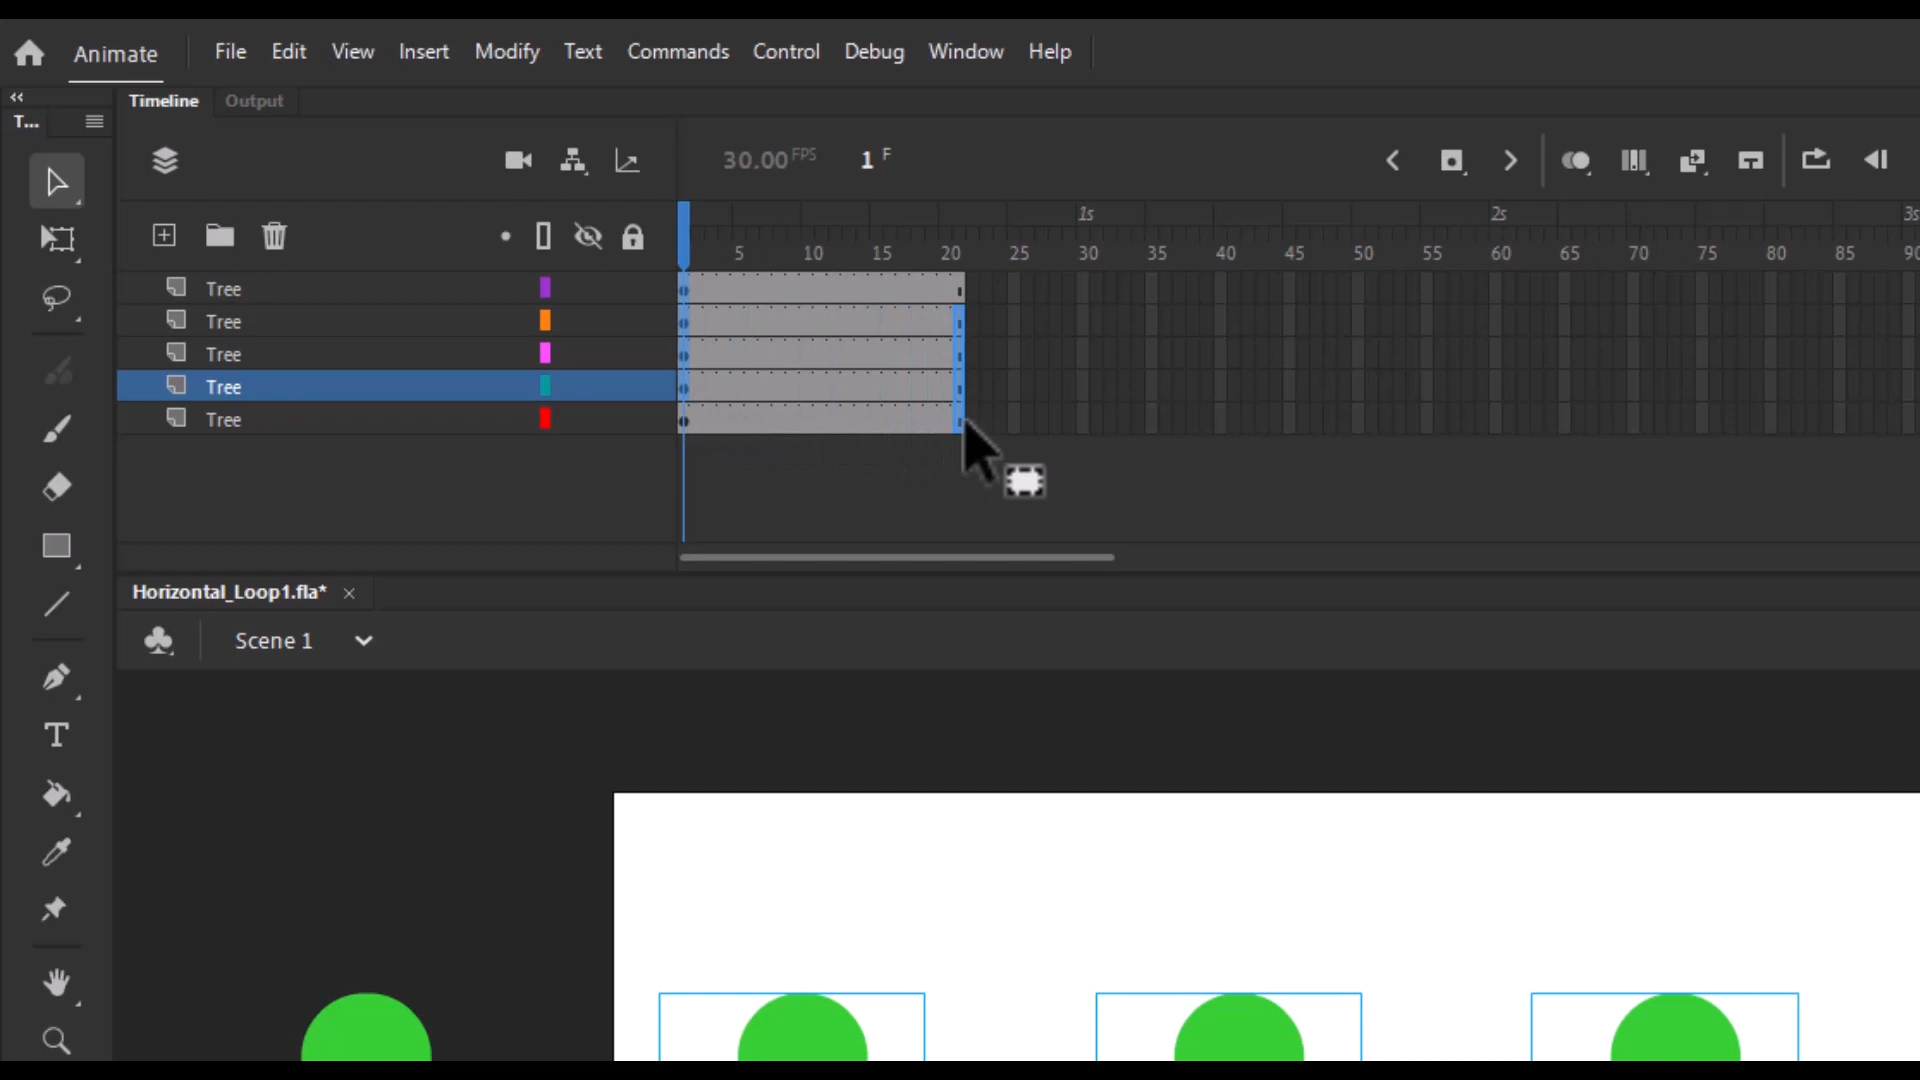 Animate File Edit View Insert Modify Text Commands Control Debug Window Help
Timeline Output
T...
30.00 FPS 1 F
1s 2s 3s
5 10 15 20 25 30 35 40 45 50 55 60 65 70 75 80 85 90
Tree
Tree
Tree
Tree
Tree
Horizontal_Loop1.fla*
Scene 1